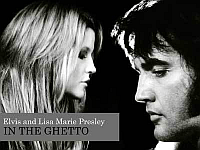 Elvis and Lisa Marie Presley
IN THE GHETTO